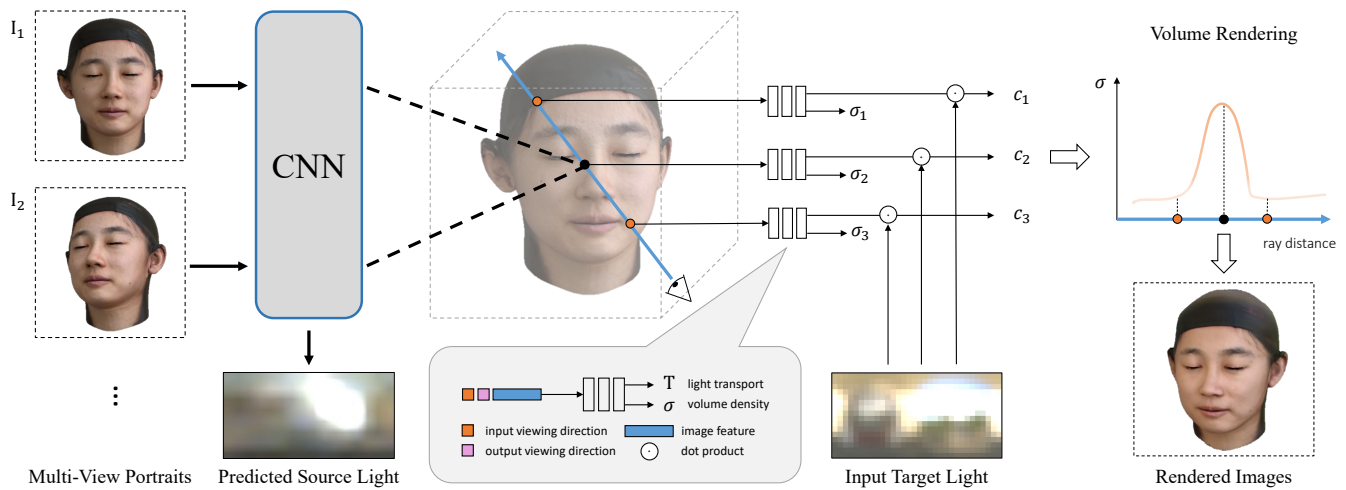 I₁
I₂
⋮
Multi-View Portraits
CNN
Predicted Source Light
σ₁
σ₂
σ₃
c₁
c₂
c₃
T light transport
σ volume density
input viewing direction
image feature
output viewing direction
dot product
Input Target Light
Volume Rendering
σ
ray distance
Rendered Images